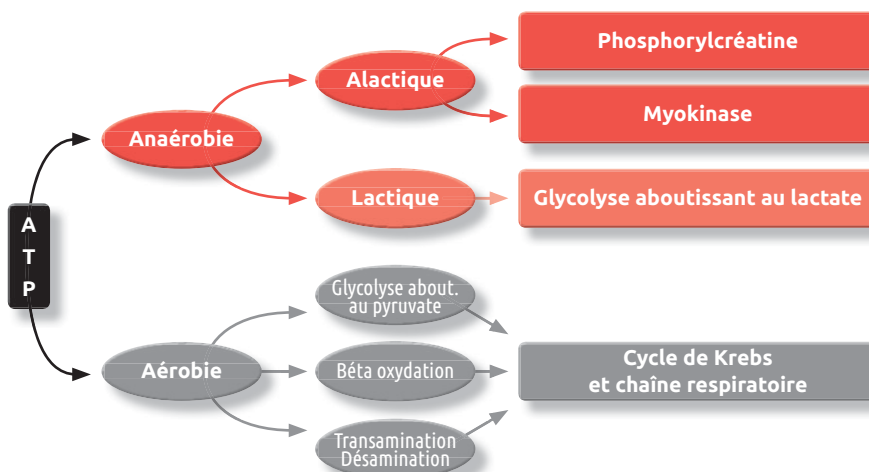 Phosphorylcréatine
Alactique
Myokinase
Anaérobie
Lactique
Glycolyse aboutissant au lactate
A
T
P
Glycolyse about.
au pyruvate
Aérobie
Béta oxydation
Cycle de Krebs
et chaîne respiratoire
Transamination
Désamination